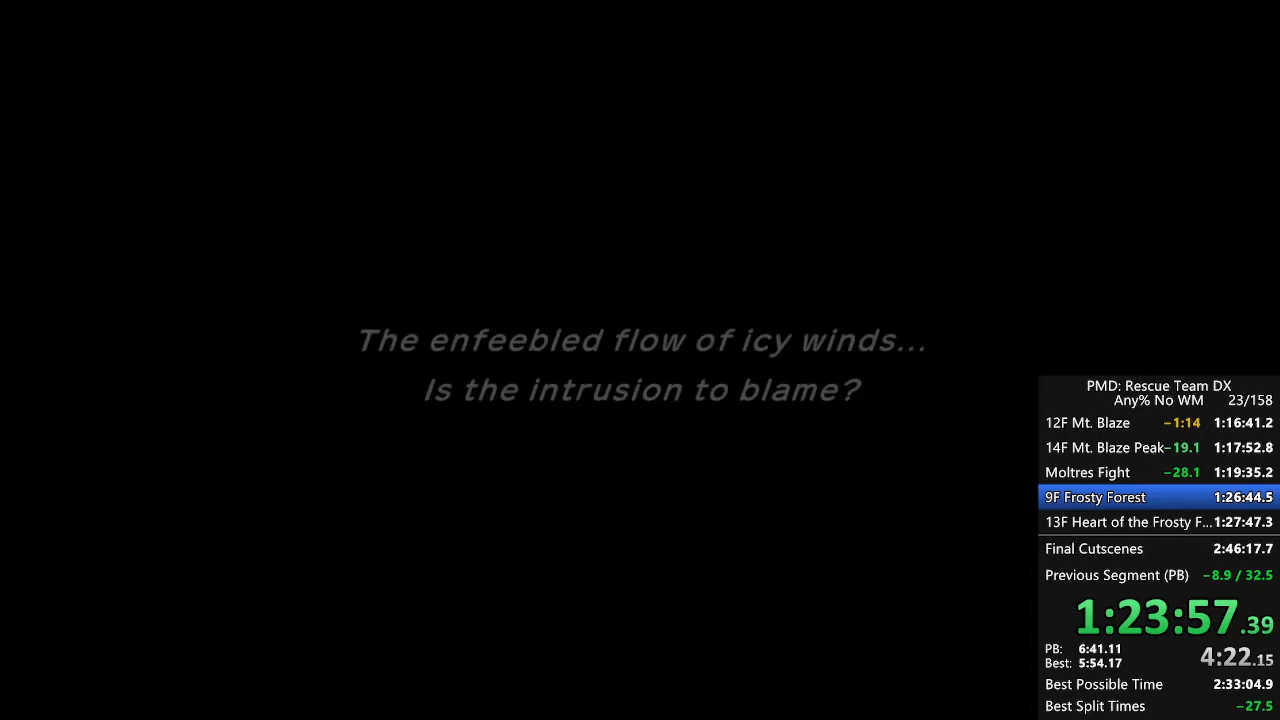 The enfeebled flow of icy winds...
Is the intrusion to blame?
PMD: Rescue Team DX
Any% No WM 23/158
12F Mt. Blaze −1:14 1:16:41.2
14F Mt. Blaze Peak −19.1 1:17:52.8
Moltres Fight −28.1 1:19:35.2
9F Frosty Forest 1:26:44.5
13F Heart of the Frosty F... 1:27:47.3
Final Cutscenes 2:46:17.7
Previous Segment (PB) −8.9 / 32.5
1:23:57.39
PB: 6:41.11
Best: 5:54.17
4:22.15
Best Possible Time 2:33:04.9
Best Split Times −27.5